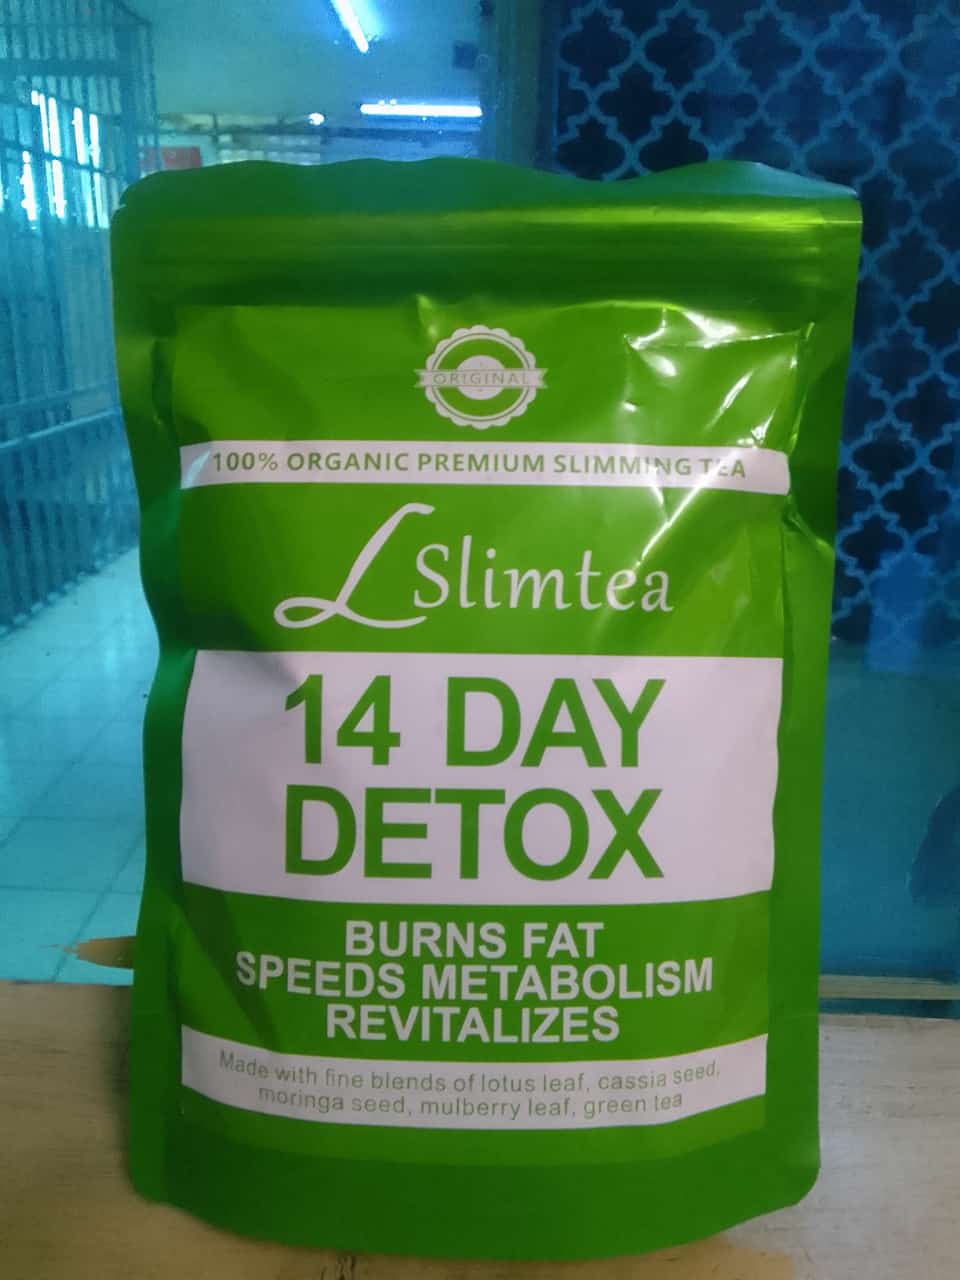 ORIGINAL
100% ORGANIC PREMIUM SLIMMING TEA
L Slimtea
14 DAY
DETOX
BURNS FAT
SPEEDS METABOLISM
REVITALIZES
Made with fine blends of lotus leaf, cassia seed,
moringa seed, mulberry leaf, green tea